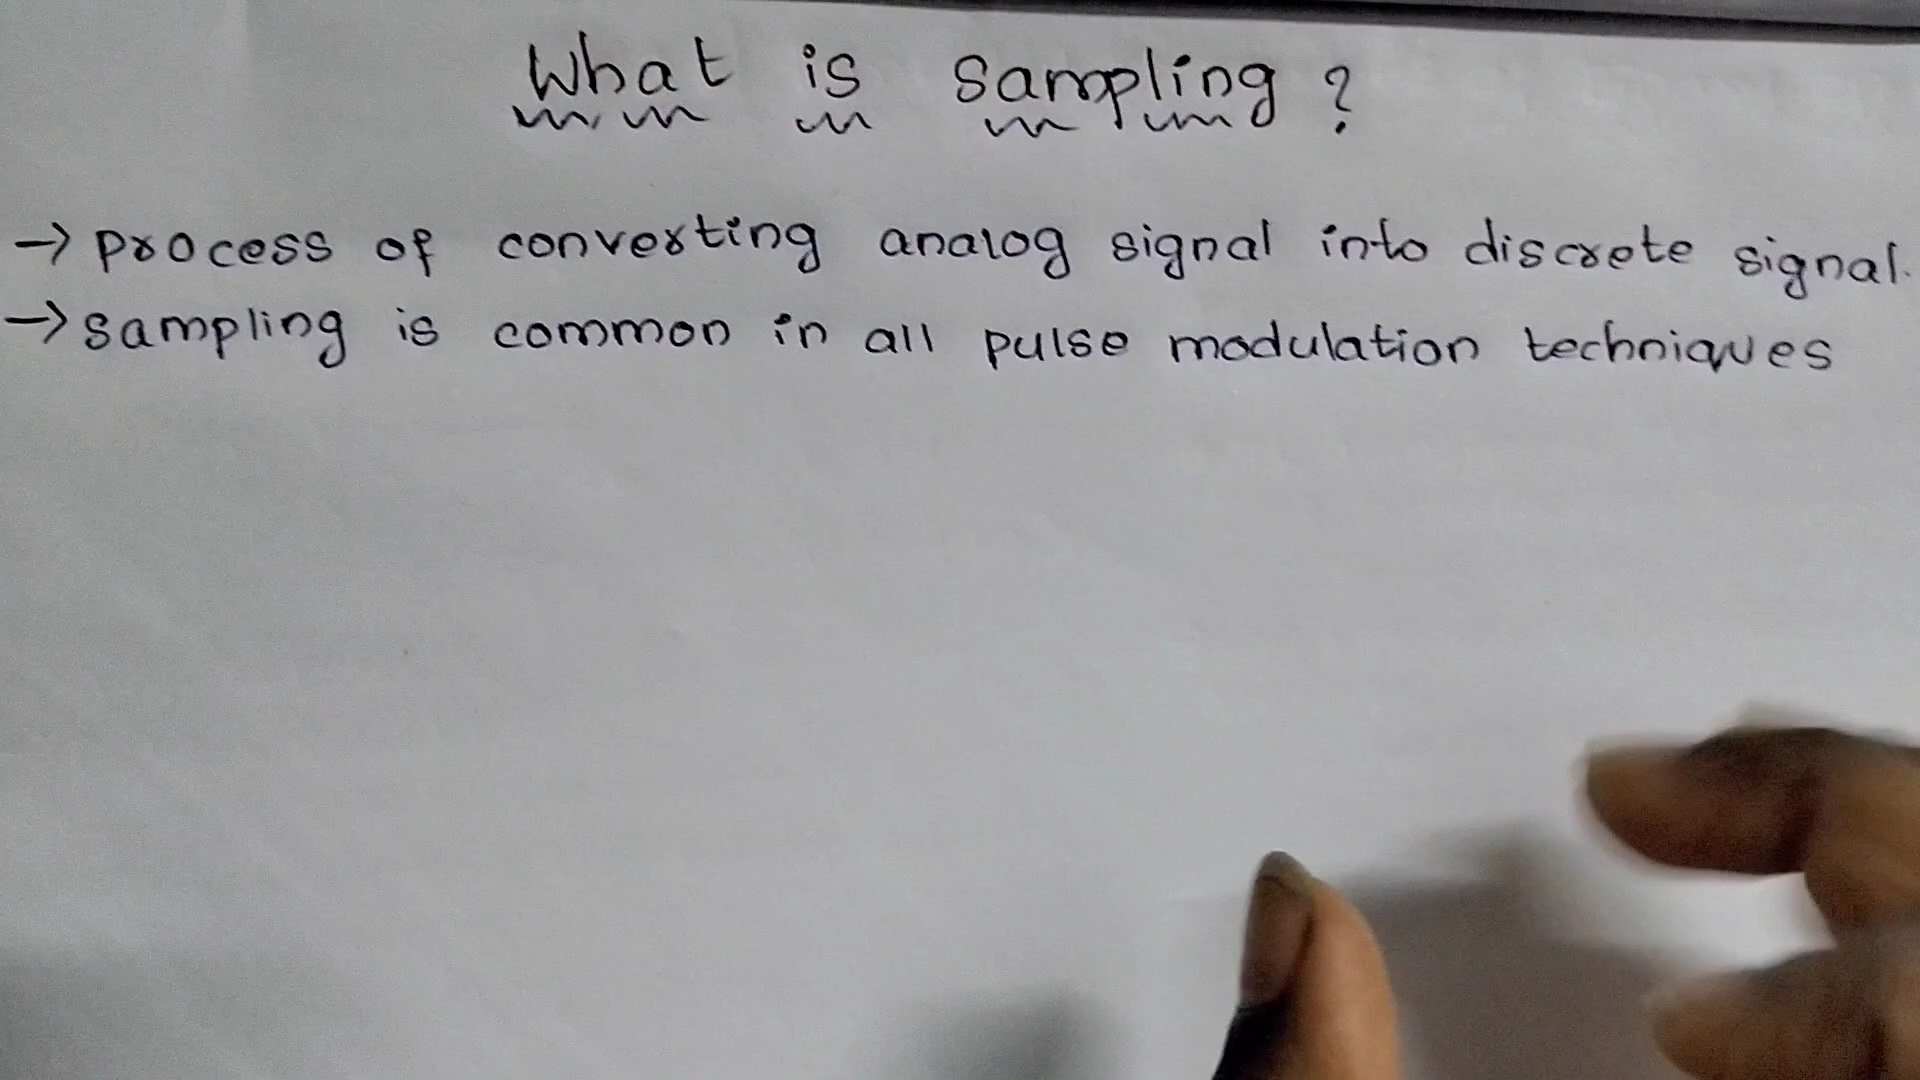 What is sampling ?
→ process of converting analog signal into discrete signal.
→ sampling is common in all pulse modulation techniques